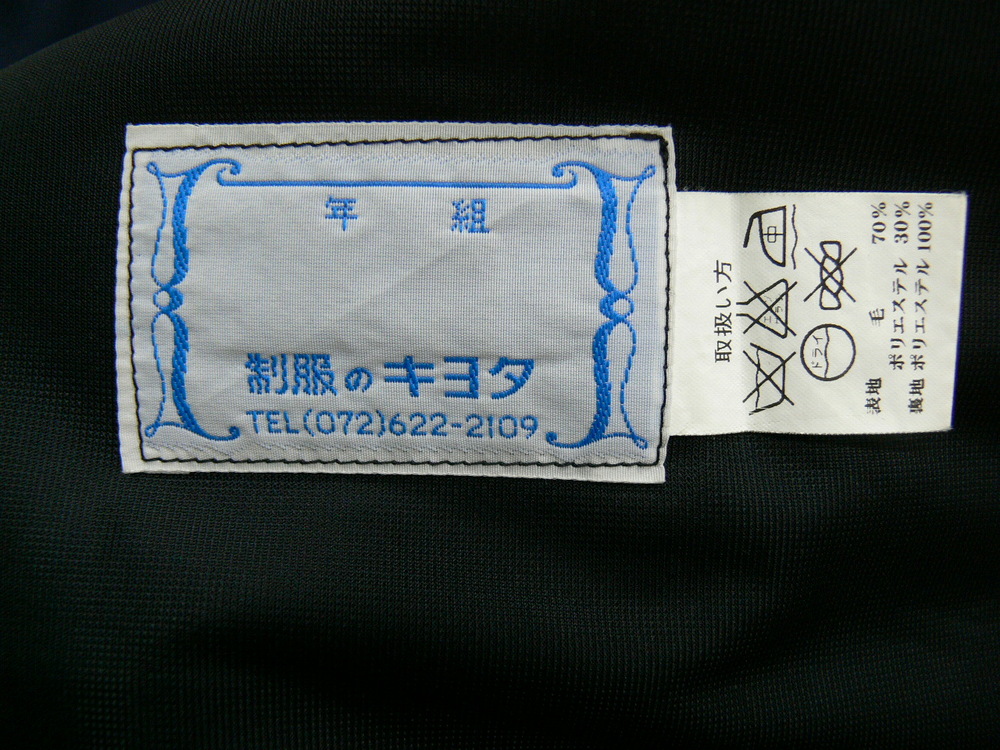 年 組
制服のキヨタ
TEL(072)622-2109
取扱い方
中
ドライ
表地 毛 70%
ポリエステル 30%
裏地 ポリエステル 100%